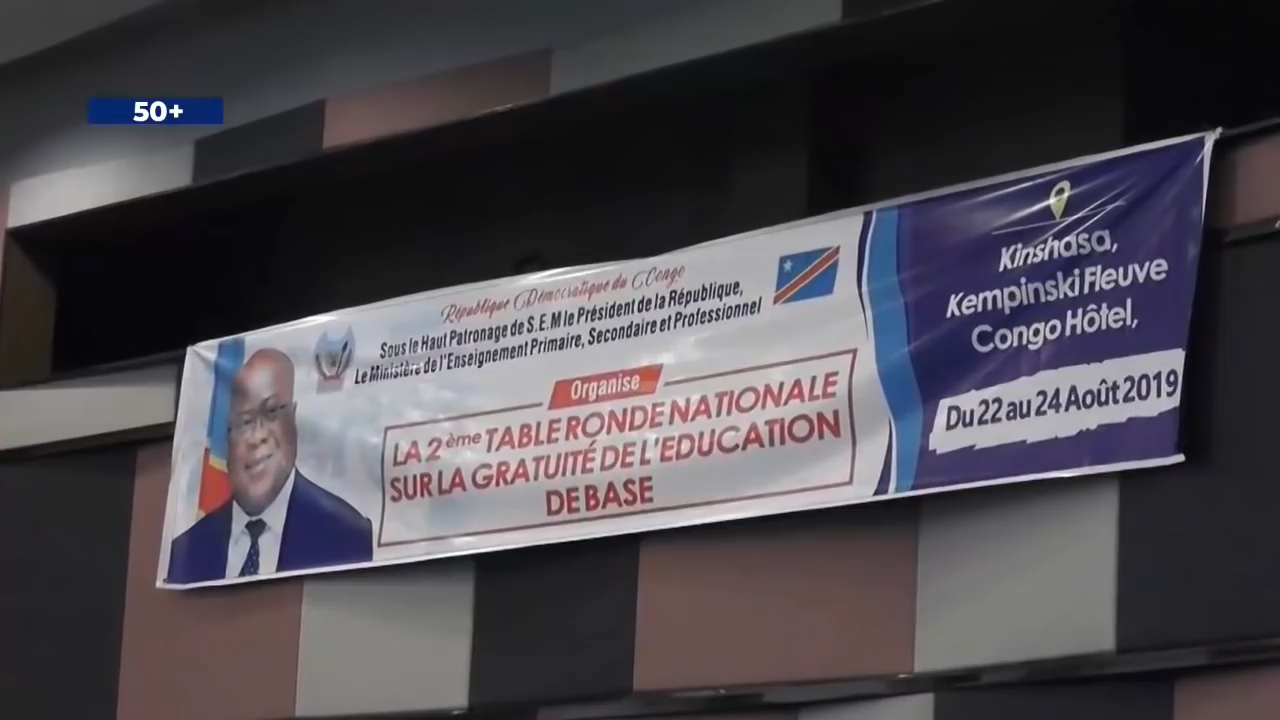 50+
République Démocratique du Congo
Sous le Haut Patronage de S.E.M le Président de la République,
Le Ministère de l'Enseignement Primaire, Secondaire et Professionnel
Organise
LA 2ème TABLE RONDE NATIONALE
SUR LA GRATUITÉ DE L'EDUCATION
DE BASE
Kinshasa,
Kempinski Fleuve
Congo Hôtel,
Du 22 au 24 Août 2019